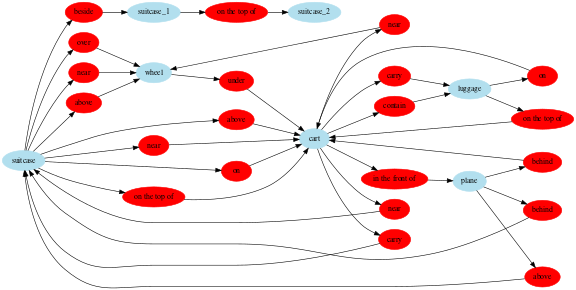 beside
suitcase_1
on the top of
suitcase_2
over
near
near
wheel
carry
on
above
under
luggage
contain
above
on the top of
near
cart
suitcase
behind
on
in the front of
plane
on the top of
near
behind
carry
above